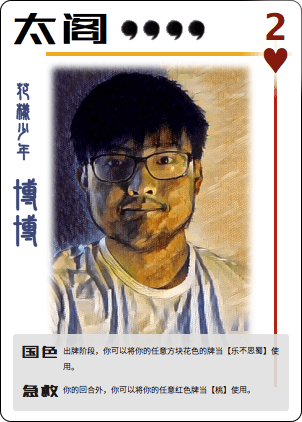 太阁
2
犯嫌少年
博博
国色 出牌阶段，你可以将你的任意方块花色的牌当【乐不思蜀】使
用。
急救 你的回合外，你可以将你的任意红色牌当【桃】使用。